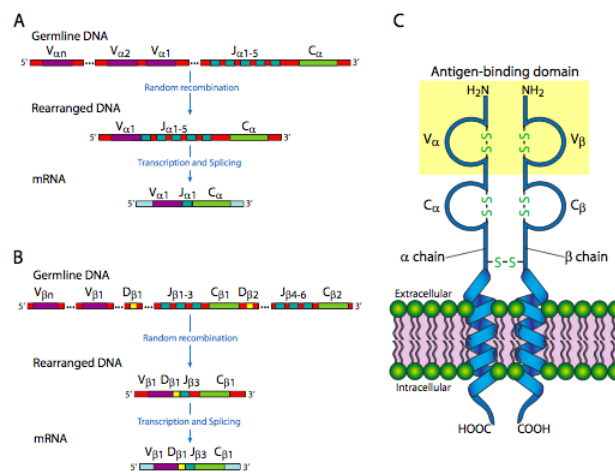 A
Germline DNA
Vαn Vα2 Vα1 Jα1-5 Cα
5' 3'
Random recombination
Rearranged DNA
Vα1 Jα1-5 Cα
5' 3'
Transcription and Splicing
mRNA
Vα1 Jα1 Cα
5' 3'
B
Germline DNA
Vβn Vβ1 Dβ1 Jβ1-3 Cβ1 Dβ2 Jβ4-6 Cβ2
5' 3'
Random recombination
Rearranged DNA
Vβ1 Dβ1 Jβ3 Cβ1
5' 3'
Transcription and Splicing
mRNA
Vβ1 Dβ1 Jβ3 Cβ1
5' 3'
C
Antigen-binding domain
H₂N NH₂
Vα S-S S-S Vβ
Cα S-S S-S Cβ
α chain S-S β chain
Extracellular
Intracellular
HOOC COOH